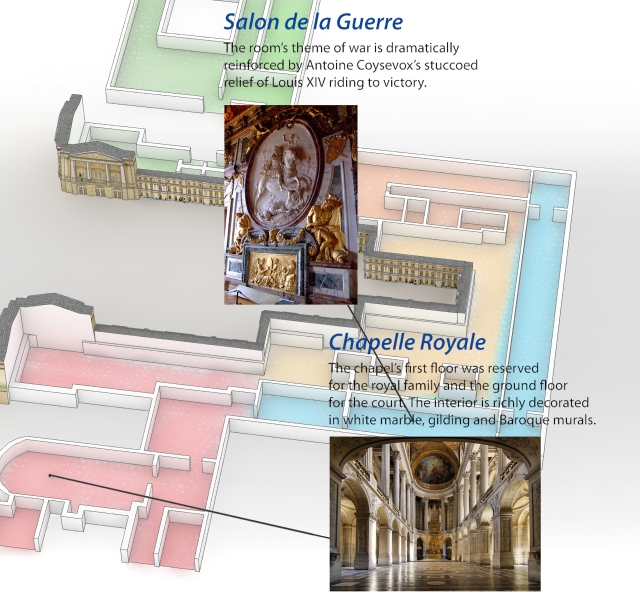 Salon de la Guerre
The room's theme of war is dramatically
reinforced by Antoine Coysevox's stuccoed
relief of Louis XIV riding to victory.
Chapelle Royale
The chapel's first floor was reserved
for the royal family and the ground floor
for the court. The interior is richly decorated
in white marble, gilding and Baroque murals.